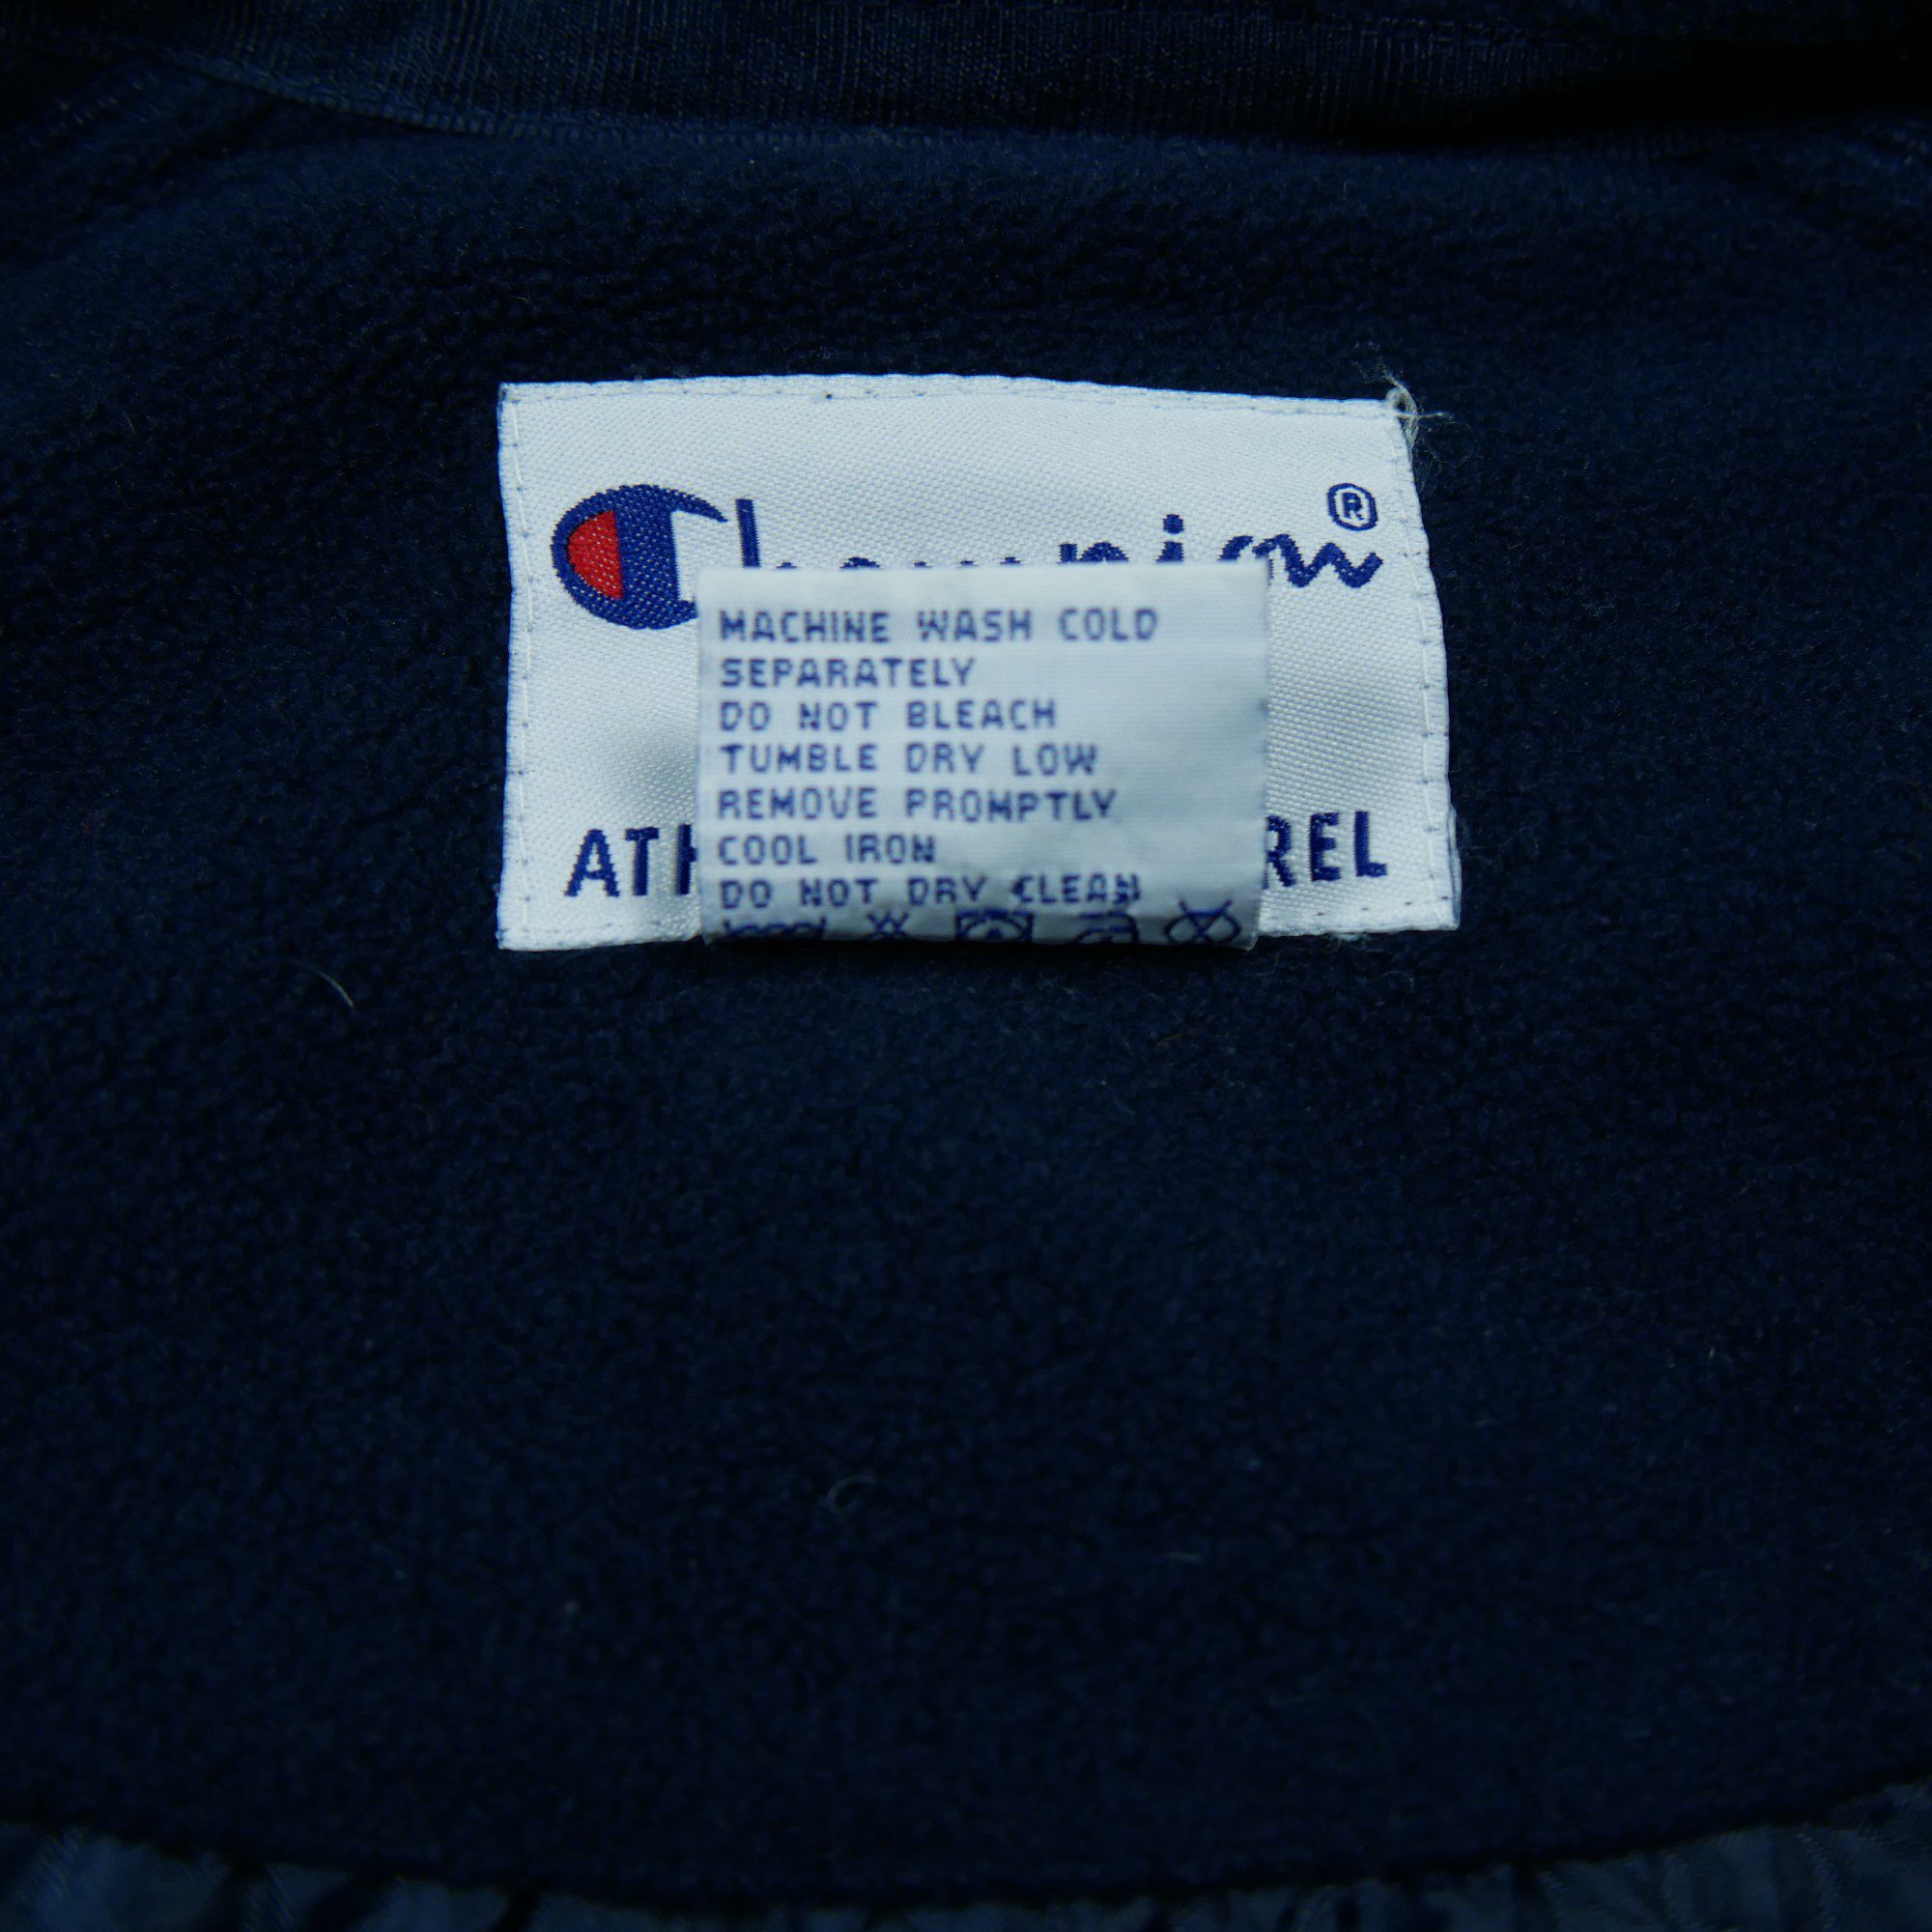 Champion®
MACHINE WASH COLD
SEPARATELY
DO NOT BLEACH
TUMBLE DRY LOW
REMOVE PROMPTLY
COOL IRON
DO NOT DRY CLEAN
ATH
REL